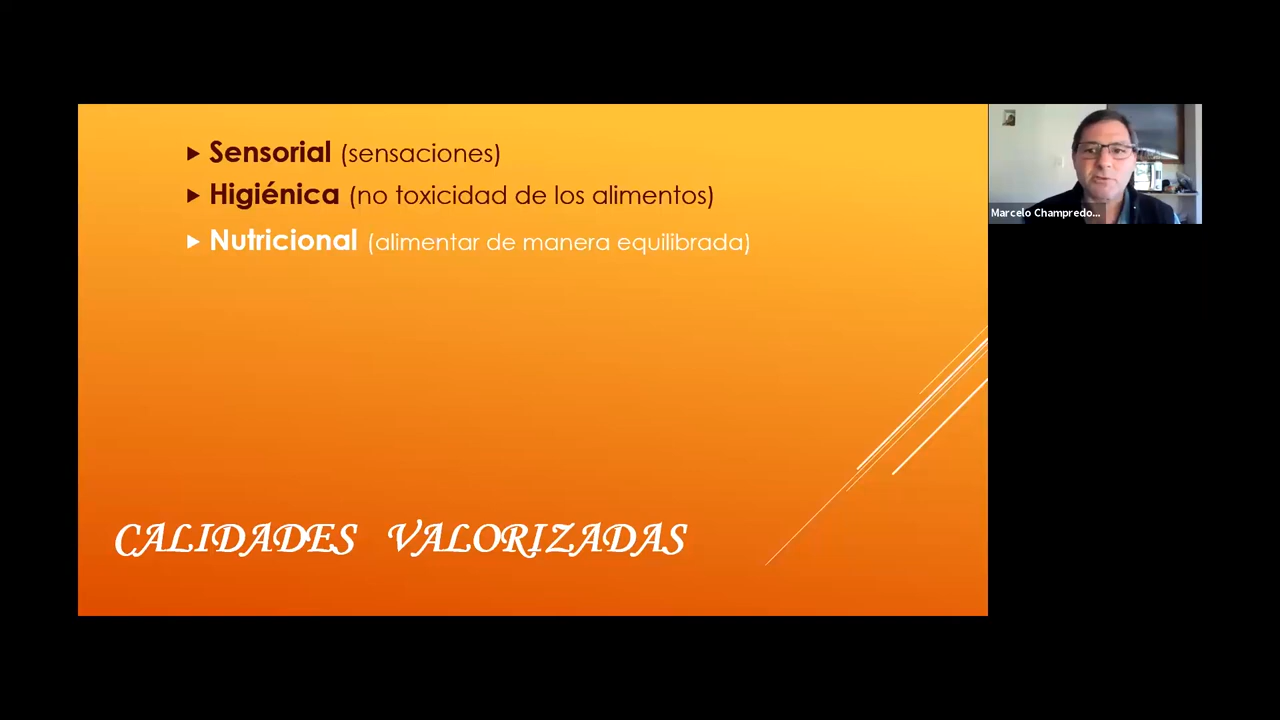 Sensorial (sensaciones)
Higiénica (no toxicidad de los alimentos)
Nutricional (alimentar de manera equilibrada)
CALIDADES VALORIZADAS
Marcelo Champredo...